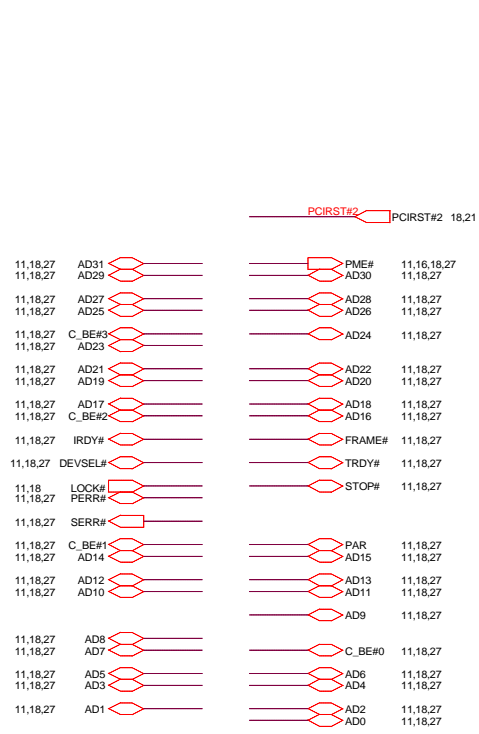 PCIRST#2 PCIRST#2 18,21
11,18,27 AD31 PME# 11,16,18,27
11,18,27 AD29 AD30 11,18,27
11,18,27 AD27 AD28 11,18,27
11,18,27 AD25 AD26 11,18,27
11,18,27 C_BE#3 AD24 11,18,27
11,18,27 AD23
11,18,27 AD21 AD22 11,18,27
11,18,27 AD19 AD20 11,18,27
11,18,27 AD17 AD18 11,18,27
11,18,27 C_BE#2 AD16 11,18,27
11,18,27 IRDY# FRAME# 11,18,27
11,18,27 DEVSEL# TRDY# 11,18,27
11,18 LOCK# STOP# 11,18,27
11,18,27 PERR#
11,18,27 SERR#
11,18,27 C_BE#1 PAR 11,18,27
11,18,27 AD14 AD15 11,18,27
11,18,27 AD12 AD13 11,18,27
11,18,27 AD10 AD11 11,18,27
AD9 11,18,27
11,18,27 AD8
11,18,27 AD7 C_BE#0 11,18,27
11,18,27 AD5 AD6 11,18,27
11,18,27 AD3 AD4 11,18,27
11,18,27 AD1 AD2 11,18,27
AD0 11,18,27